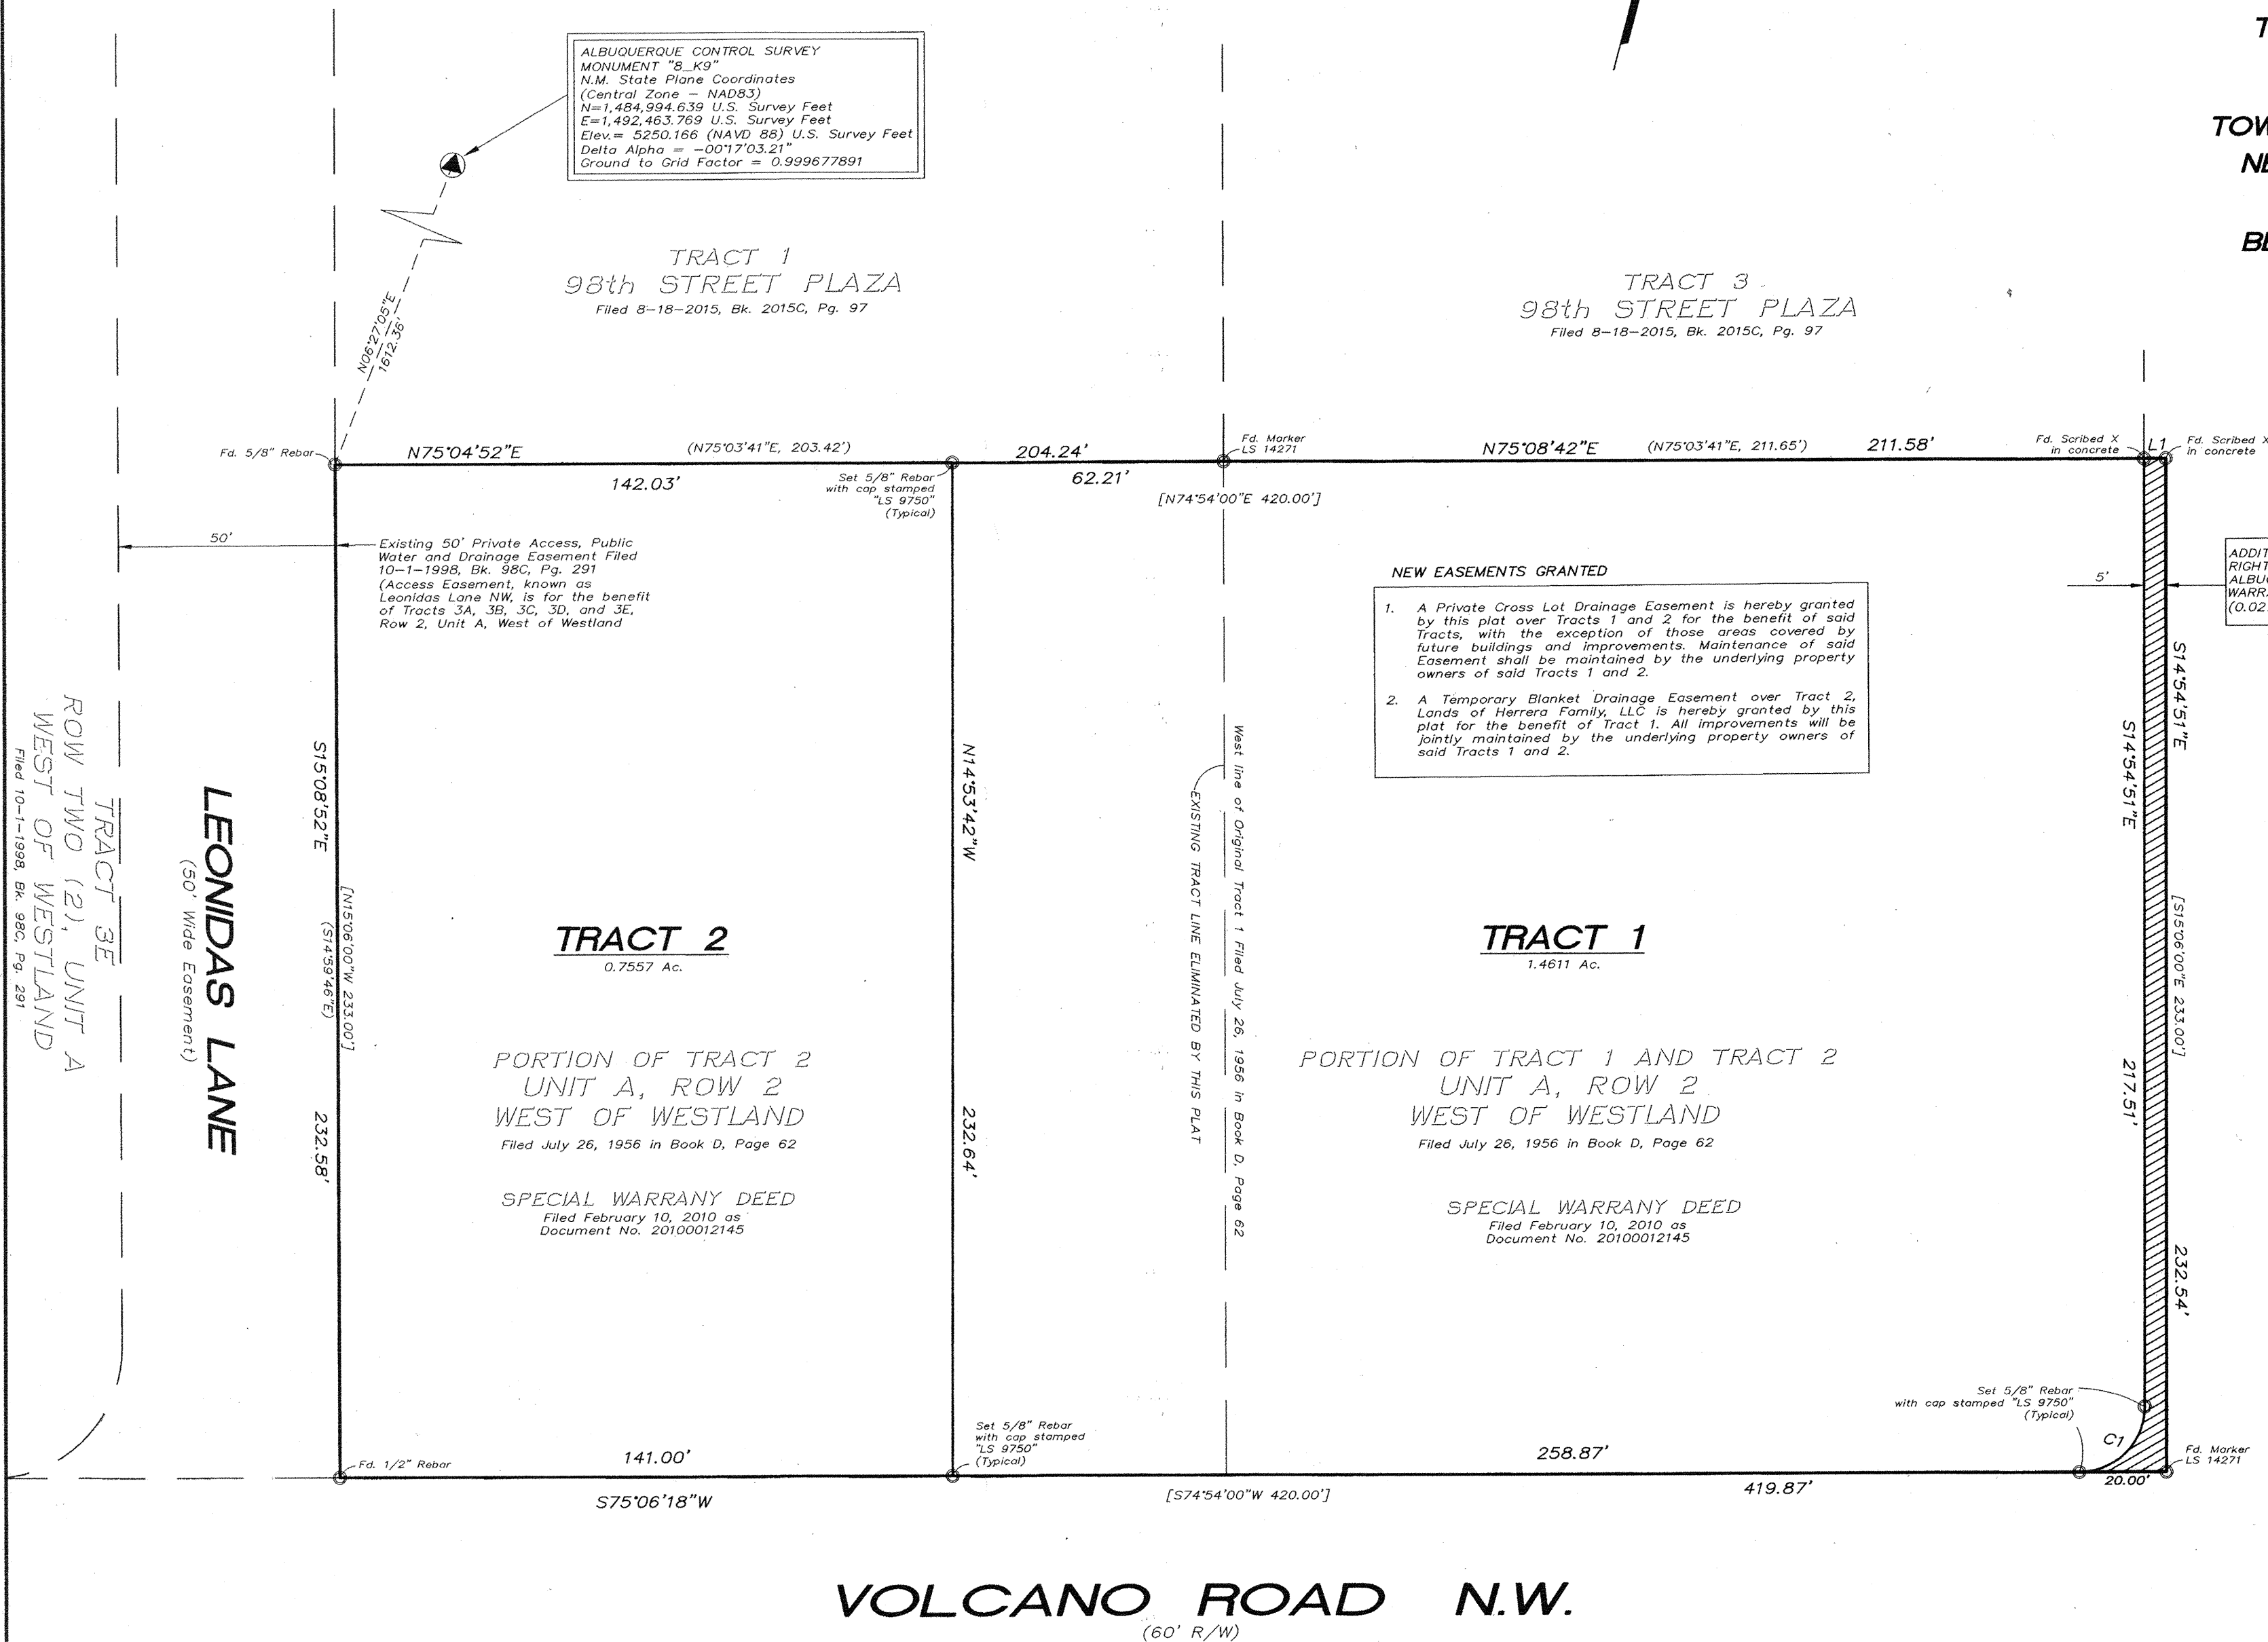 ALBUQUERQUE CONTROL SURVEY
MONUMENT "8_K9"
N.M. State Plane Coordinates
(Central Zone - NAD83)
N=1,484,994.639 U.S. Survey Feet
E=1,492,463.769 U.S. Survey Feet
Elev.= 5250.166 (NAVD 88) U.S. Survey Feet
Delta Alpha = -00°17'03.21"
Ground to Grid Factor = 0.999677891
T
TOW
NE
BE
TRACT 1
98th STREET PLAZA
Filed 8-18-2015, Bk. 2015C, Pg. 97
TRACT 3
98th STREET PLAZA
Filed 8-18-2015, Bk. 2015C, Pg. 97
N06°27'05"E
1612.36'
Fd. 5/8" Rebar
N75°04'52"E
(N75°03'41"E, 203.42')
204.24'
Fd. Marker
LS 14271
N75°08'42"E
(N75°03'41"E, 211.65')
211.58'
Fd. Scribed X
in concrete
L1
Fd. Scribed X
in concrete
142.03'
Set 5/8" Rebar
with cap stamped
"LS 9750"
(Typical)
62.21'
[N74°54'00"E 420.00']
50'
Existing 50' Private Access, Public
Water and Drainage Easement Filed
10-1-1998, Bk. 98C, Pg. 291
(Access Easement, known as
Leonidas Lane NW, is for the benefit
of Tracts 3A, 3B, 3C, 3D, and 3E,
Row 2, Unit A, West of Westland
NEW EASEMENTS GRANTED
1. A Private Cross Lot Drainage Easement is hereby granted
by this plat over Tracts 1 and 2 for the benefit of said
Tracts, with the exception of those areas covered by
future buildings and improvements. Maintenance of said
Easement shall be maintained by the underlying property
owners of said Tracts 1 and 2.
2. A Temporary Blanket Drainage Easement over Tract 2,
Lands of Herrera Family, LLC is hereby granted by this
plat for the benefit of Tract 1. All improvements will be
jointly maintained by the underlying property owners of
said Tracts 1 and 2.
5'
ADDIT
RIGHT
ALBU
WARR
(0.02
TRACT 3E
ROW TWO (2), UNIT A
WEST OF WESTLAND
Filed 10-1-1998, Bk. 98C, Pg. 291
LEONIDAS LANE
(50' Wide Easement)
S15°08'52"E
232.58'
[N15°06'00"W 233.00']
(S14°59'46"E)
N14°53'42"W
232.64'
EXISTING TRACT LINE ELIMINATED BY THIS PLAT
West line of Original Tract 1 Filed July 26, 1956 in Book D, Page 62
S14°54'51"E
217.51'
S14°54'51"E
[S15°06'00"E 233.00']
232.54'
TRACT 2
0.7557 Ac.
PORTION OF TRACT 2
UNIT A, ROW 2
WEST OF WESTLAND
Filed July 26, 1956 in Book D, Page 62
SPECIAL WARRANY DEED
Filed February 10, 2010 as
Document No. 20100012145
TRACT 1
1.4611 Ac.
PORTION OF TRACT 1 AND TRACT 2
UNIT A, ROW 2
WEST OF WESTLAND
Filed July 26, 1956 in Book D, Page 62
SPECIAL WARRANY DEED
Filed February 10, 2010 as
Document No. 20100012145
Set 5/8" Rebar
with cap stamped "LS 9750"
(Typical)
C1
Fd. Marker
LS 14271
20.00'
Fd. 1/2" Rebar
141.00'
Set 5/8" Rebar
with cap stamped
"LS 9750"
(Typical)
258.87'
S75°06'18"W
[S74°54'00"W 420.00']
419.87'
VOLCANO ROAD N.W.
(60' R/W)